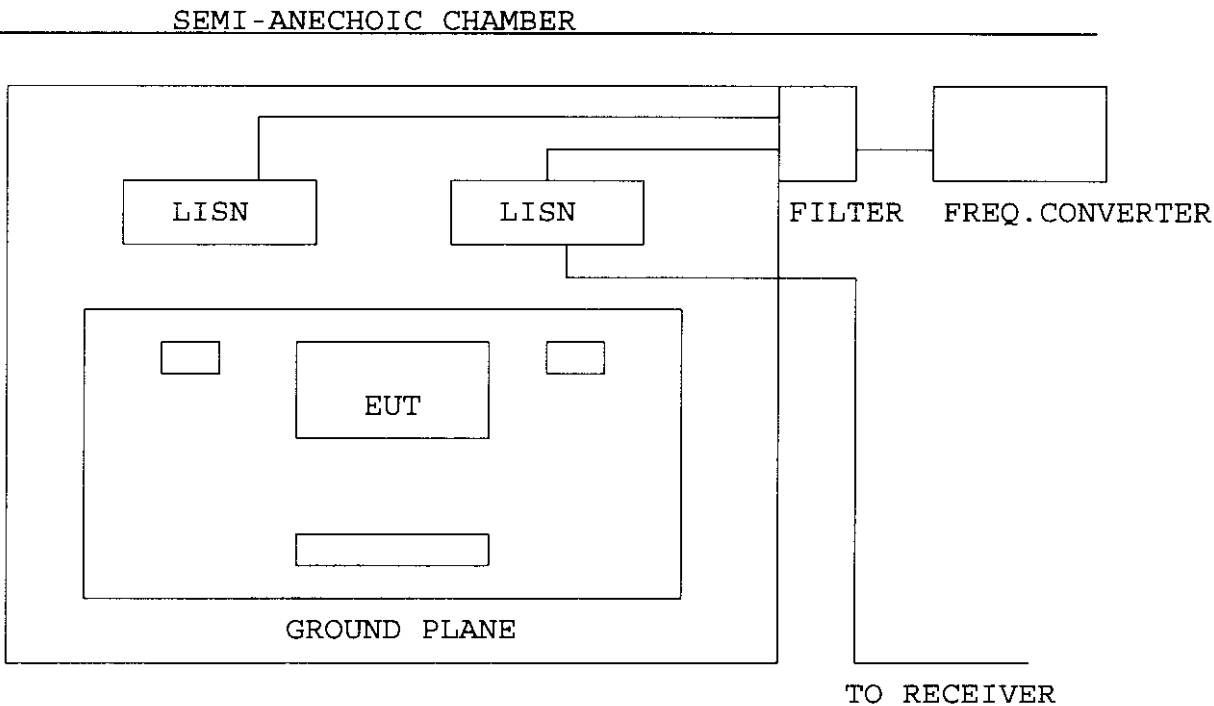 SEMI-ANECHOIC CHAMBER
LISN
LISN
FILTER
FREQ.CONVERTER
EUT
GROUND PLANE
TO RECEIVER